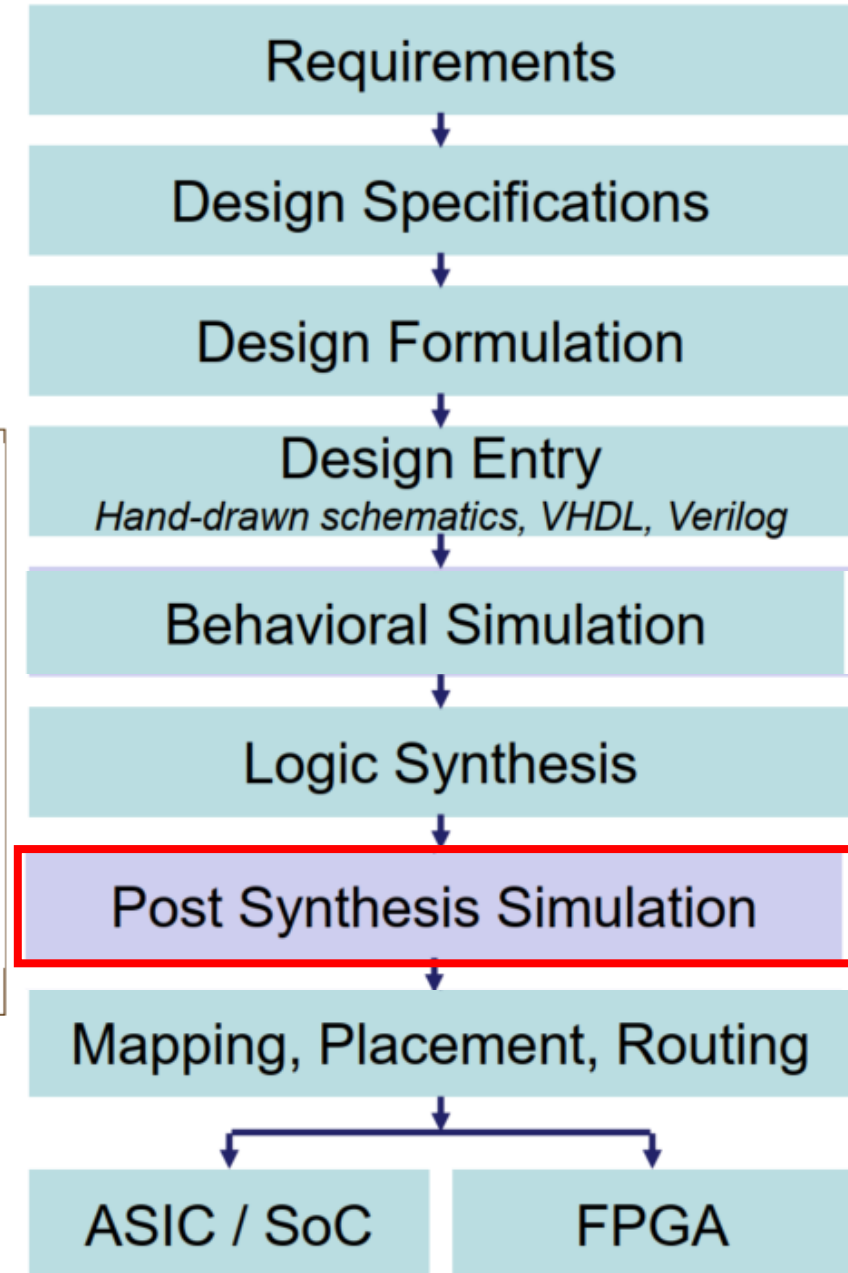 Requirements
Design Specifications
Design Formulation
Design Entry
Hand-drawn schematics, VHDL, Verilog
Behavioral Simulation
Logic Synthesis
Post Synthesis Simulation
Mapping, Placement, Routing
ASIC / SoC
FPGA